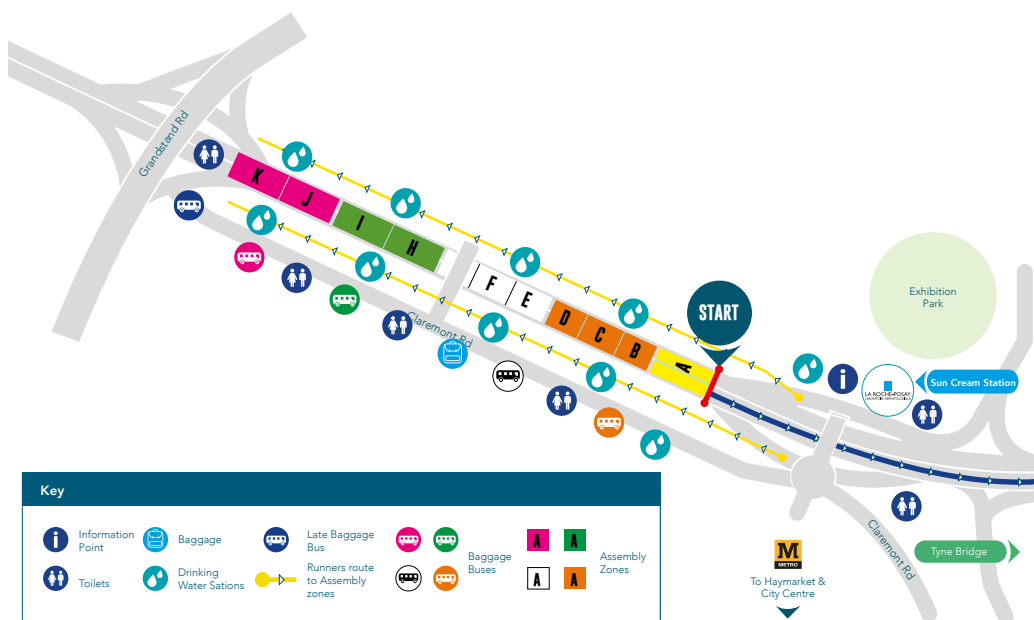 Grandstand Rd
K
J
I
H
F
E
D
C
B
A
START
Claremont Rd
Exhibition
Park
i
LA ROCHE-POSAY
LABORATOIRE DERMATOLOGIQUE
Sun Cream Station
Claremont Rd
Tyne Bridge
M
METRO
To Haymarket &
City Centre
Key
i
Information
Point
Baggage
Late Baggage
Bus
Baggage
Buses
A
A
Assembly
Zones
Toilets
Drinking
Water Sations
Runners route
to Assembly
zones
A
A